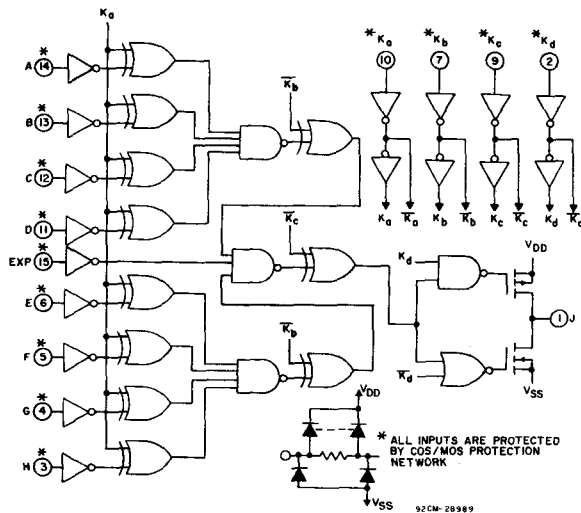 Ka
* A 14
* B 13
* C 12
* D 11
* EXP 15
* E 6
* F 5
* G 4
* H 3
Kb
Kc
Kb
*Ka *Kb *Kc *Kd
10 7 9 2
Ka Ka Kb Kb Kc Kc Kd Kd
Kd
Kd
VDD
1 J
VSS
VDD
VSS
* ALL INPUTS ARE PROTECTED
BY COS/MOS PROTECTION
NETWORK
92CM-28989